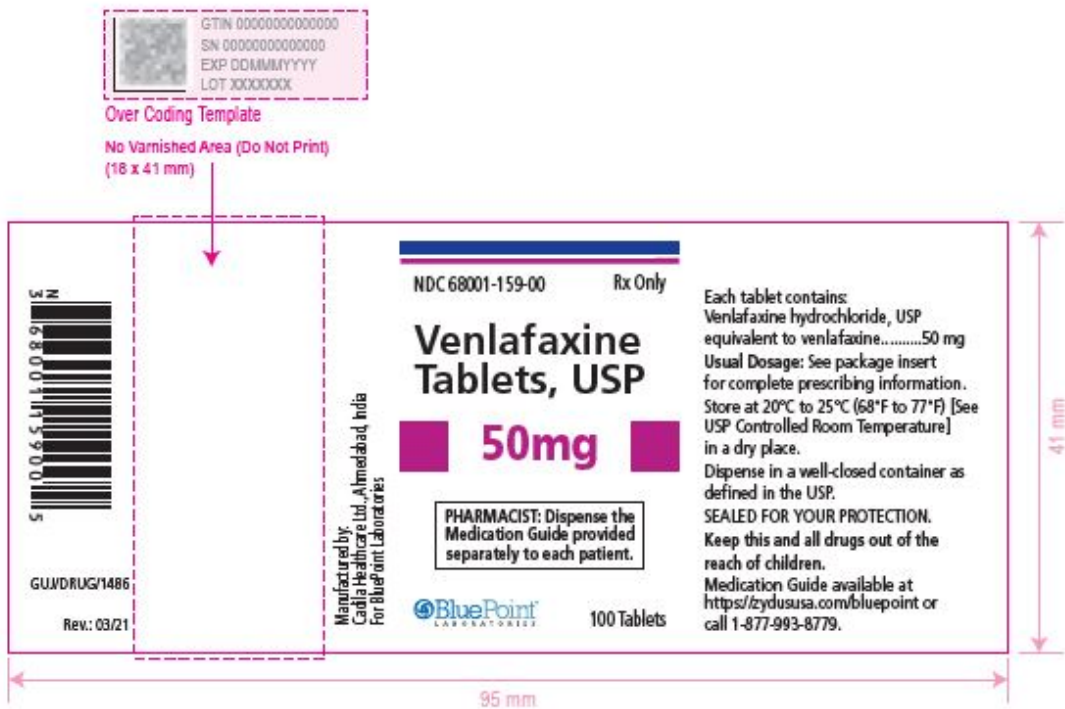 GTIN 00000000000000
SN 00000000000000
EXP DDMMMYYYY
LOT XXXXXXX
Over Coding Template
No Varnished Area (Do Not Print)
(18 x 41 mm)
N
3 68001 15900 5
GUJ/DRUG/1486
Rev.: 03/21
Manufactured by:
Cadila Healthcare Ltd., Ahmedabad, India
For BluePoint Laboratories
NDC 68001-159-00 Rx Only
Venlafaxine
Tablets, USP
50mg
PHARMACIST: Dispense the
Medication Guide provided
separately to each patient.
BluePoint
LABORATORIES
100 Tablets
Each tablet contains:
Venlafaxine hydrochloride, USP
equivalent to venlafaxine..........50 mg
Usual Dosage: See package insert
for complete prescribing information.
Store at 20°C to 25°C (68°F to 77°F) [See
USP Controlled Room Temperature]
in a dry place.
Dispense in a well-closed container as
defined in the USP.
SEALED FOR YOUR PROTECTION.
Keep this and all drugs out of the
reach of children.
Medication Guide available at
https://zydususa.com/bluepoint or
call 1-877-993-8779.
41 mm
95 mm